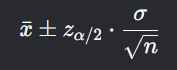 x̄ ± z_{α/2} · σ/√n